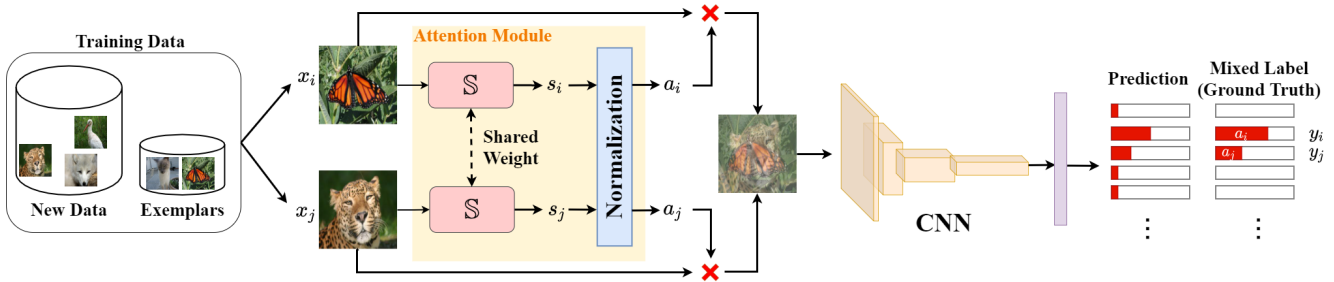 Training Data
New Data
Exemplars
x_i
x_j
Attention Module
𝕊
s_i
Shared
Weight
𝕊
s_j
Normalization
a_i
a_j
CNN
Prediction
Mixed Label
(Ground Truth)
a_i
y_i
a_j
y_j